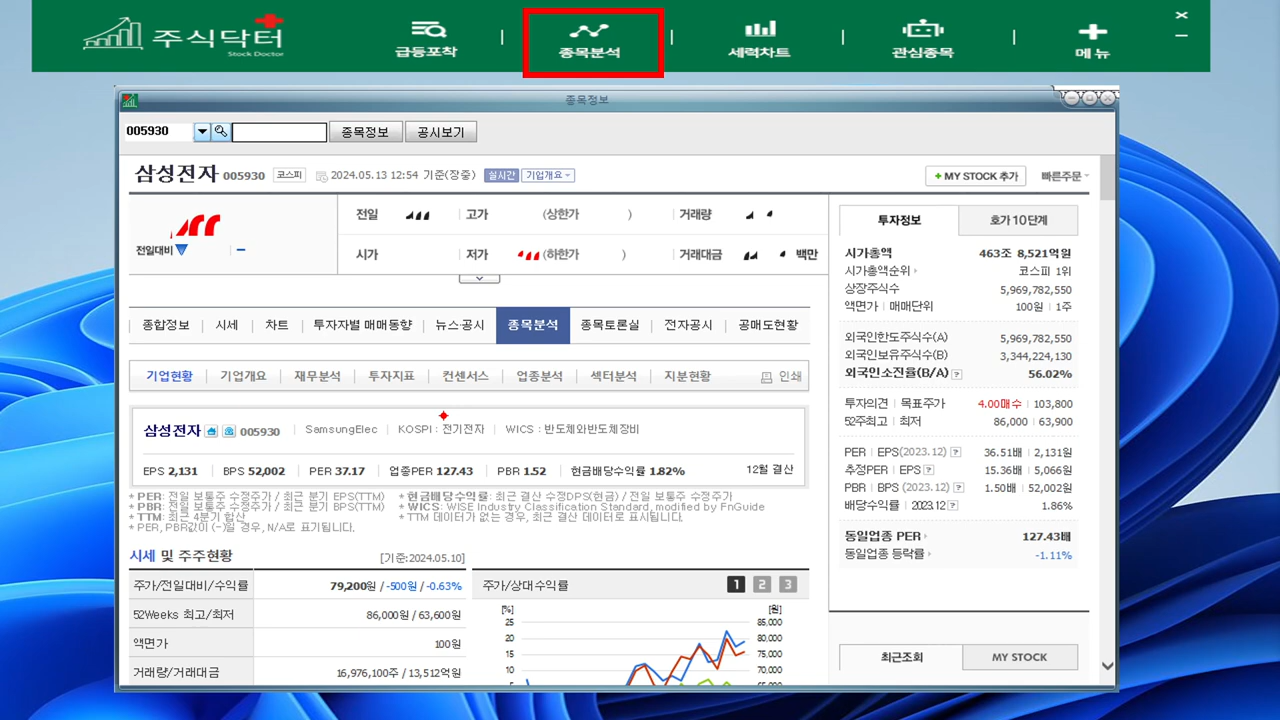 주식닥터
Stock Doctor
급등포착
종목분석
세력차트
관심종목
메뉴
종목정보
005930
종목정보
공시보기
삼성전자 005930 코스피 2024.05.13 12:54 기준(장중) 실시간 기업개요
+ MY STOCK 추가 빠른주문
전일 고가 (상한가 ) 거래량
전일대비
시가 저가 (하한가 ) 거래대금 백만
종합정보 시세 차트 투자자별 매매동향 뉴스·공시 종목분석 종목토론실 전자공시 공매도현황
기업현황 기업개요 재무분석 투자지표 컨센서스 업종분석 섹터분석 지분현황 인쇄
삼성전자 005930 SamsungElec KOSPI : 전기전자 WICS : 반도체와반도체장비
EPS 2,131 BPS 52,002 PER 37.17 업종PER 127.43 PBR 1.52 현금배당수익률 1.82% 12월 결산
* PER: 전일 보통주 수정주가 / 최근 분기 EPS(TTM)
* PBR: 전일 보통주 수정주가 / 최근 분기 BPS(TTM)
* TTM: 최근 4분기 합산
* PER, PBR값이 (-)일 경우, N/A로 표기됩니다.
* 현금배당수익률: 최근 결산 수정DPS(현금) / 전일 보통주 수정주가
* WICS: WISE Industry Classification Standard, modified by FnGuide
* TTM 데이터가 없는 경우, 최근 결산 데이터로 표시됩니다.
시세 및 주주현황 [기준:2024.05.10]
주가/전일대비/수익률 79,200원 / -500원 / -0.63%
52Weeks 최고/최저 86,000원 / 63,600원
액면가 100원
거래량/거래대금 16,976,100주 / 13,512억원
주가/상대수익률 1 2 3
[%] [원]
25 85,000
20 80,000
15 75,000
10 70,000
투자정보 호가 10단계
시가총액 463조 8,521억원
시가총액순위 코스피 1위
상장주식수 5,969,782,550
액면가 | 매매단위 100원 | 1주
외국인한도주식수(A) 5,969,782,550
외국인보유주식수(B) 3,344,224,130
외국인소진율(B/A) ? 56.02%
투자의견 | 목표주가 4.00매수 | 103,800
52주최고 | 최저 86,000 | 63,900
PER | EPS(2023.12) ? 36.51배 | 2,131원
추정PER | EPS ? 15.36배 | 5,066원
PBR | BPS (2023.12) ? 1.50배 | 52,002원
배당수익률 | 2023.12 ? 1.86%
동일업종 PER 127.43배
동일업종 등락률 -1.11%
최근조회 MY STOCK